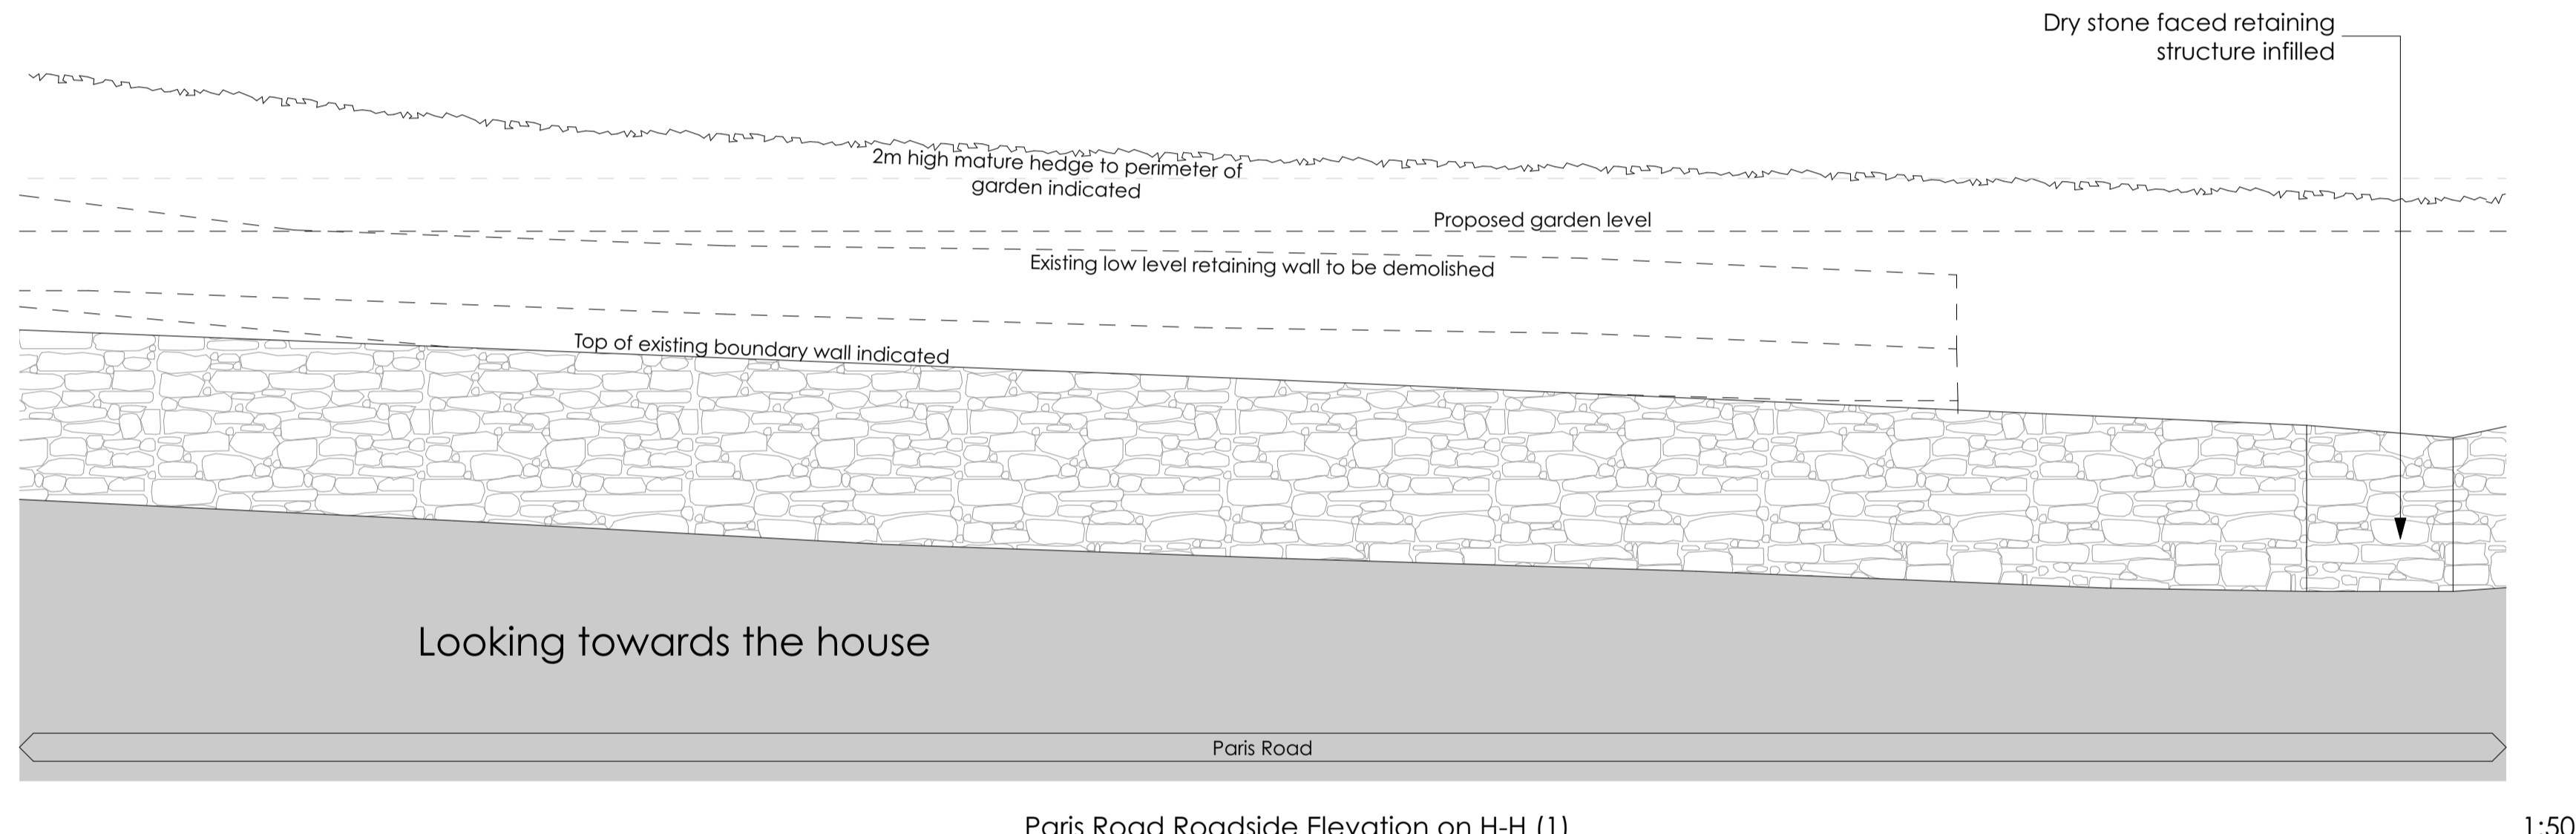 Dry stone faced retaining
structure infilled
2m high mature hedge to perimeter of
garden indicated
Proposed garden level
Existing low level retaining wall to be demolished
Top of existing boundary wall indicated
Looking towards the house
Paris Road
Paris Road Roadside Elevation on H-H (1)
1:50